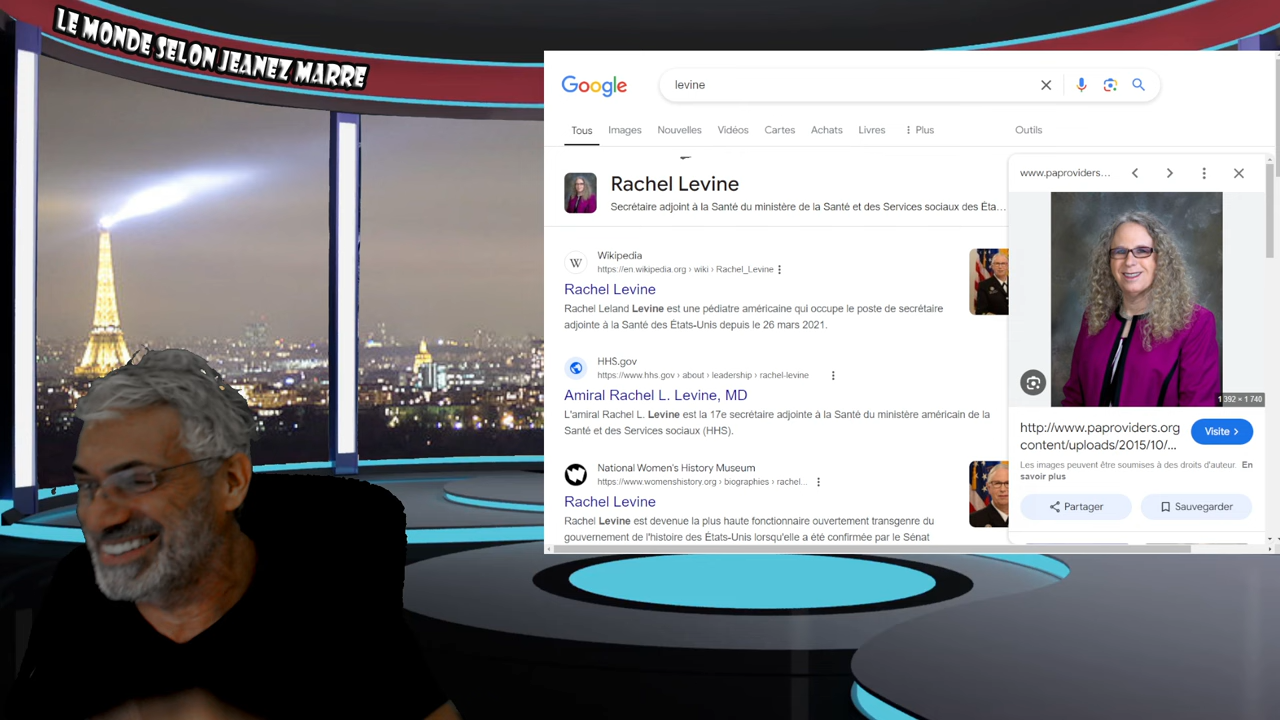 LE MONDE SELON JEANEZ MARRE
Google
levine
Tous Images Nouvelles Vidéos Cartes Achats Livres Plus Outils
Rachel Levine
Secrétaire adjoint à la Santé du ministère de la Santé et des Services sociaux des Éta…
W
Wikipedia
https://en.wikipedia.org › wiki › Rachel_Levine
Rachel Levine
Rachel Leland Levine est une pédiatre américaine qui occupe le poste de secrétaire
adjointe à la Santé des États-Unis depuis le 26 mars 2021.
HHS.gov
https://www.hhs.gov › about › leadership › rachel-levine
Amiral Rachel L. Levine, MD
L'amiral Rachel L. Levine est la 17e secrétaire adjointe à la Santé du ministère américain de la
Santé et des Services sociaux (HHS).
National Women's History Museum
https://www.womenshistory.org › biographies › rachel...
Rachel Levine
Rachel Levine est devenue la plus haute fonctionnaire ouvertement transgenre du
gouvernement de l'histoire des États-Unis lorsqu'elle a été confirmée par le Sénat
www.paproviders...
1 392 × 1 740
http://www.paproviders.org
content/uploads/2015/10/...
Visite
Les images peuvent être soumises à des droits d'auteur. En
savoir plus
Partager
Sauvegarder